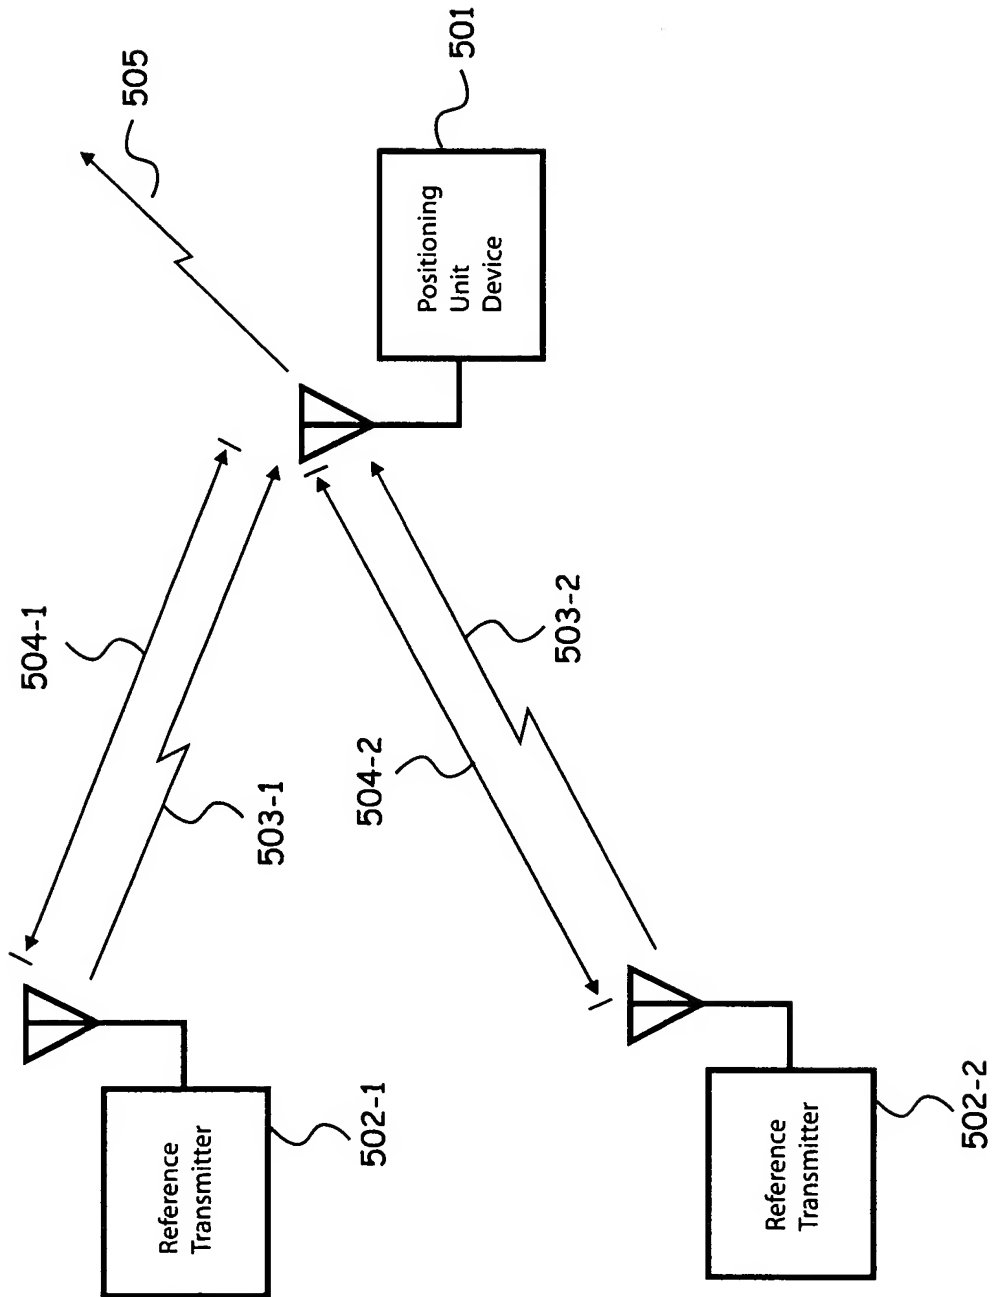 505
501
Positioning
Unit
Device
504-1
503-1
504-2
503-2
Reference
Transmitter
502-1
Reference
Transmitter
502-2